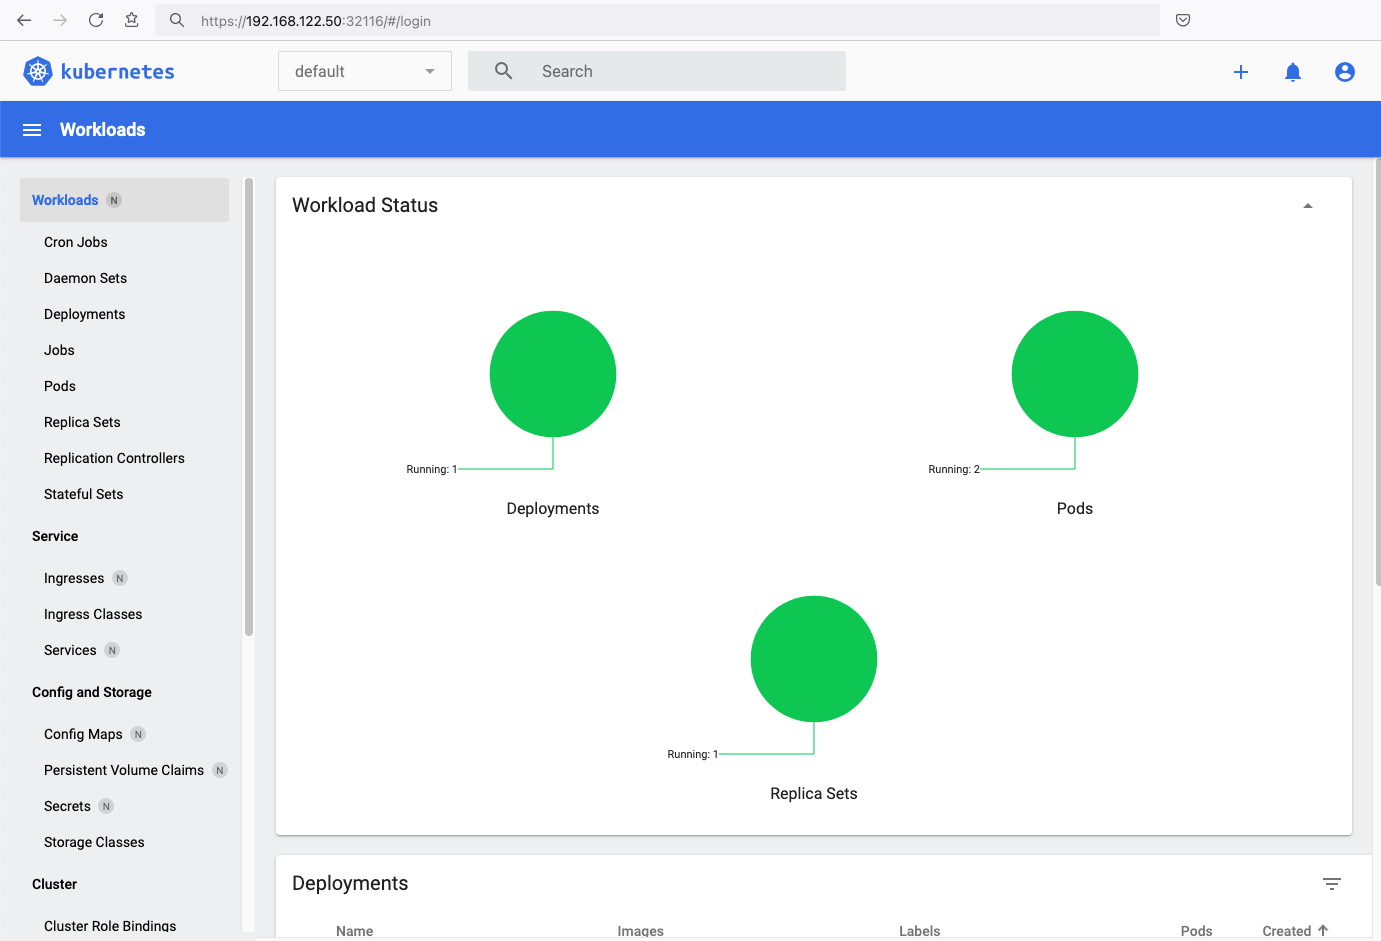 https://192.168.122.50:32116/#/login
kubernetes
default
Search
Workloads
Workloads N
Cron Jobs
Daemon Sets
Deployments
Jobs
Pods
Replica Sets
Replication Controllers
Stateful Sets
Service
Ingresses N
Ingress Classes
Services N
Config and Storage
Config Maps N
Persistent Volume Claims N
Secrets N
Storage Classes
Cluster
Cluster Role Bindings
Workload Status
Running: 1
Deployments
Running: 2
Pods
Running: 1
Replica Sets
Deployments
Name Images Labels Pods Created